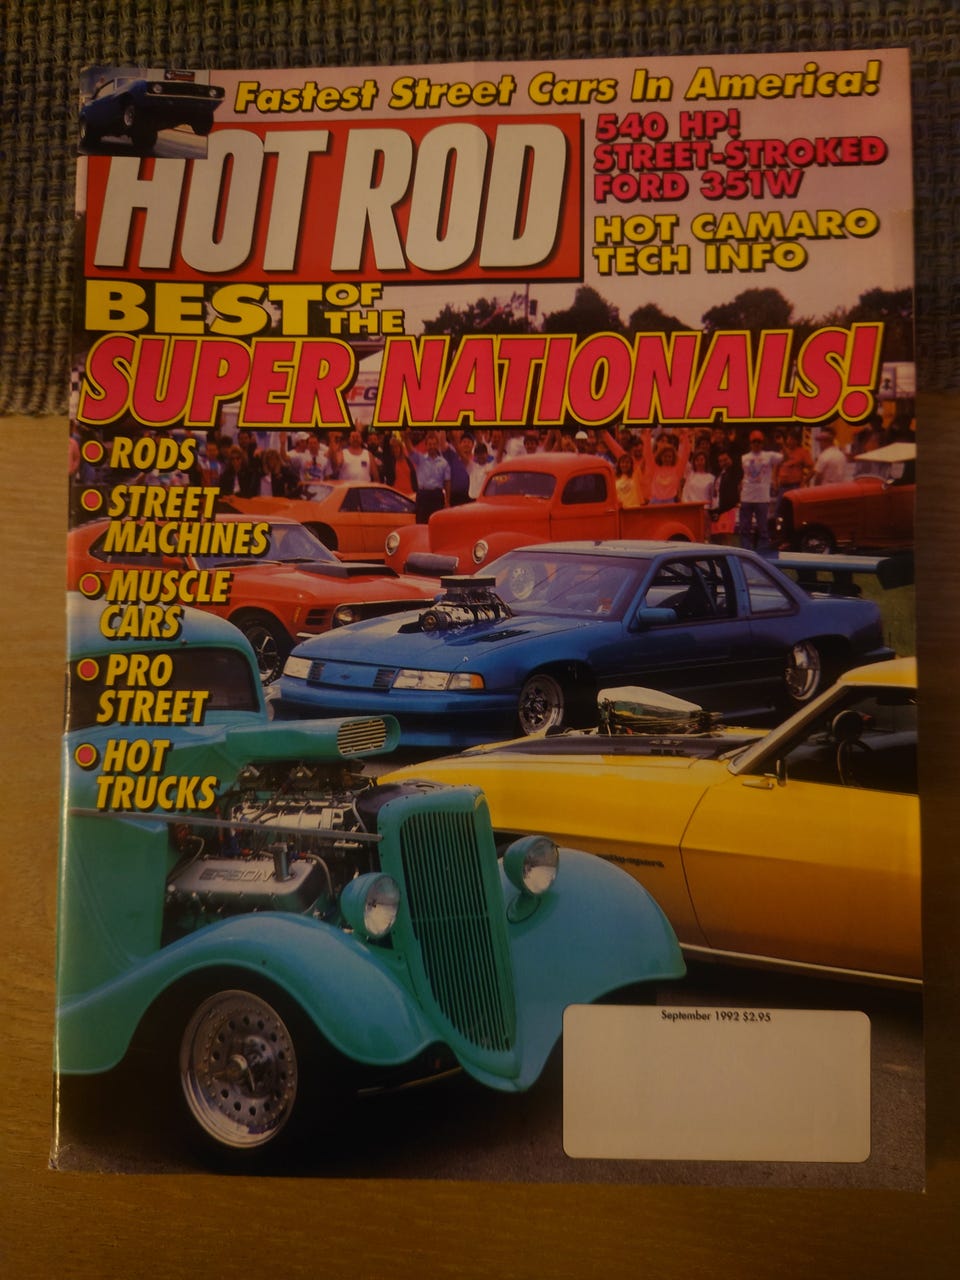 Fastest Street Cars In America!
HOT ROD
540 HP!
STREET-STROKED
FORD 351W
HOT CAMARO
TECH INFO
BEST OF THE
SUPER NATIONALS!
RODS
STREET
MACHINES
MUSCLE
CARS
PRO
STREET
HOT
TRUCKS
ERSON
September 1992 $2.95